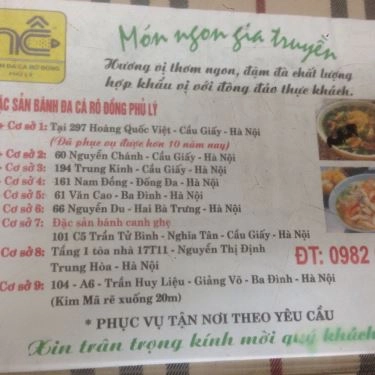 Món ngon gia truyền
ĐA CÁ RÔ ĐỒNG
PHỦ LÝ
Hương vị thơm ngon, đậm đà chất lượng
hợp khẩu vị với đông đảo thực khách.
ĐẶC SẢN BÁNH ĐA CÁ RÔ ĐỒNG PHỦ LÝ
+ Cơ sở 1: Tại 297 Hoàng Quốc Việt - Cầu Giấy - Hà Nội
(Đã phục vụ được hơn 10 năm nay)
+ Cơ sở 2: 60 Nguyễn Chánh - Cầu Giấy - Hà Nội
+ Cơ sở 3: 194 Trung Kính - Cầu Giấy - Hà Nội
+ Cơ sở 4: 161 Nam Đồng - Đống Đa - Hà Nội
+ Cơ sở 5: 61 Văn Cao - Ba Đình - Hà Nội
+ Cơ sở 6: 66 Nguyễn Du - Hai Bà Trưng - Hà Nội
Cơ sở 7: Đặc sản bánh canh ghẹ
101 C5 Trần Tử Bình - Nghĩa Tân - Cầu Giấy - Hà Nội
Cơ sở 8: Tầng 1 tòa nhà 17T11 - Nguyễn Thị Định
Trung Hòa - Hà Nội
ĐT: 0982
Cơ sở 9: 104 - A6 - Trần Huy Liệu - Giảng Võ - Ba Đình - Hà Nội
(Kim Mã rẽ xuống 20m)
* PHỤC VỤ TẬN NƠI THEO YÊU CẦU
Xin trân trọng kính mời quý khách